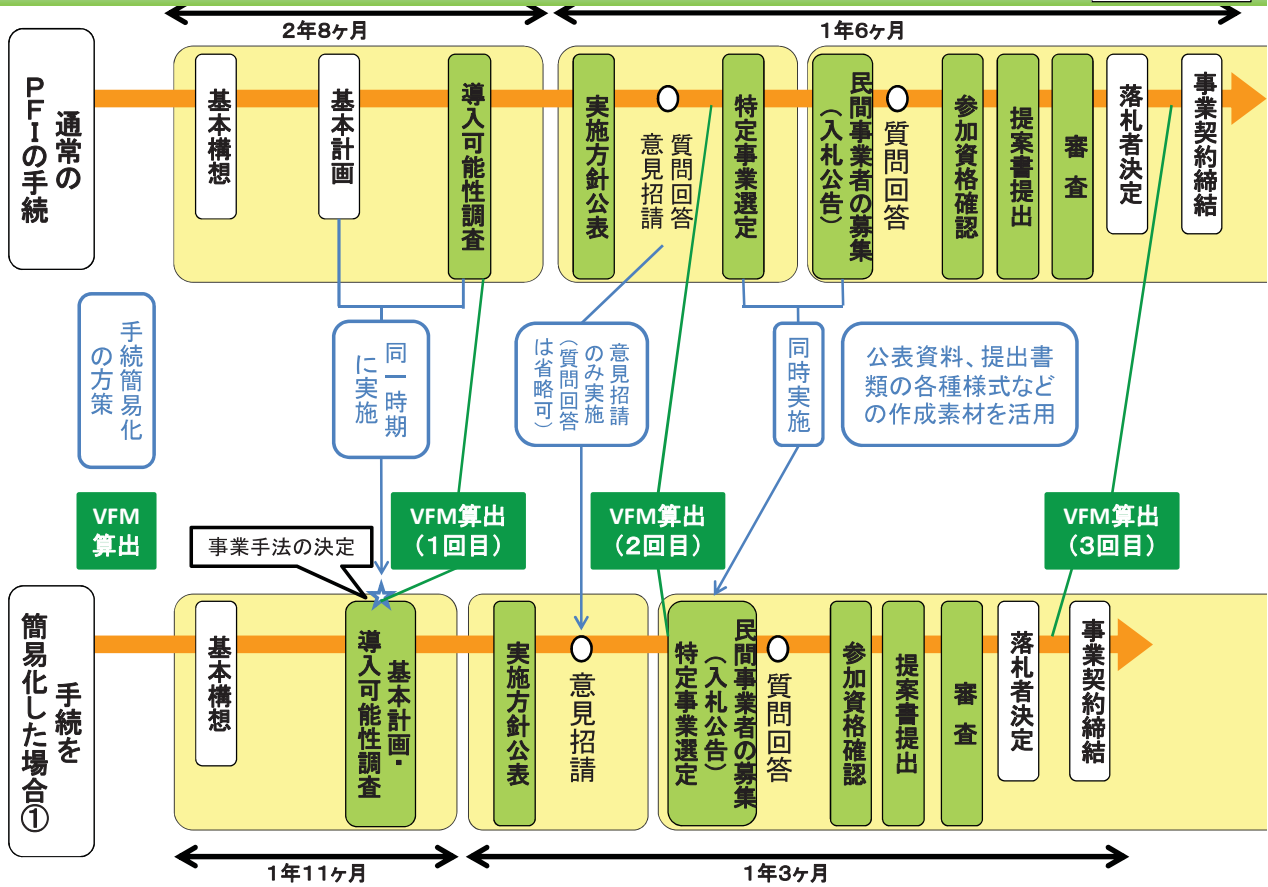 2年8ヶ月
1年6ヶ月
通常の
PFIの手続
基本構想
基本計画
導入可能性調査
実施方針公表
質問回答
意見招請
特定事業選定
民間事業者の募集
(入札公告)
質問回答
参加資格確認
提案書提出
審査
落札者決定
事業契約締結
手続簡易化
の方策
同一時期
に実施
意見招請
のみ実施
(質問回答
は省略可)
同時実施
公表資料、提出書
類の各種様式など
の作成素材を活用
VFM
算出
事業手法の決定
VFM算出
(1回目)
VFM算出
(2回目)
VFM算出
(3回目)
手続を
簡易化した場合①
基本構想
基本計画・
導入可能性調査
実施方針公表
意見招請
民間事業者の募集
(入札公告)
特定事業選定
質問回答
参加資格確認
提案書提出
審査
落札者決定
事業契約締結
1年11ヶ月
1年3ヶ月